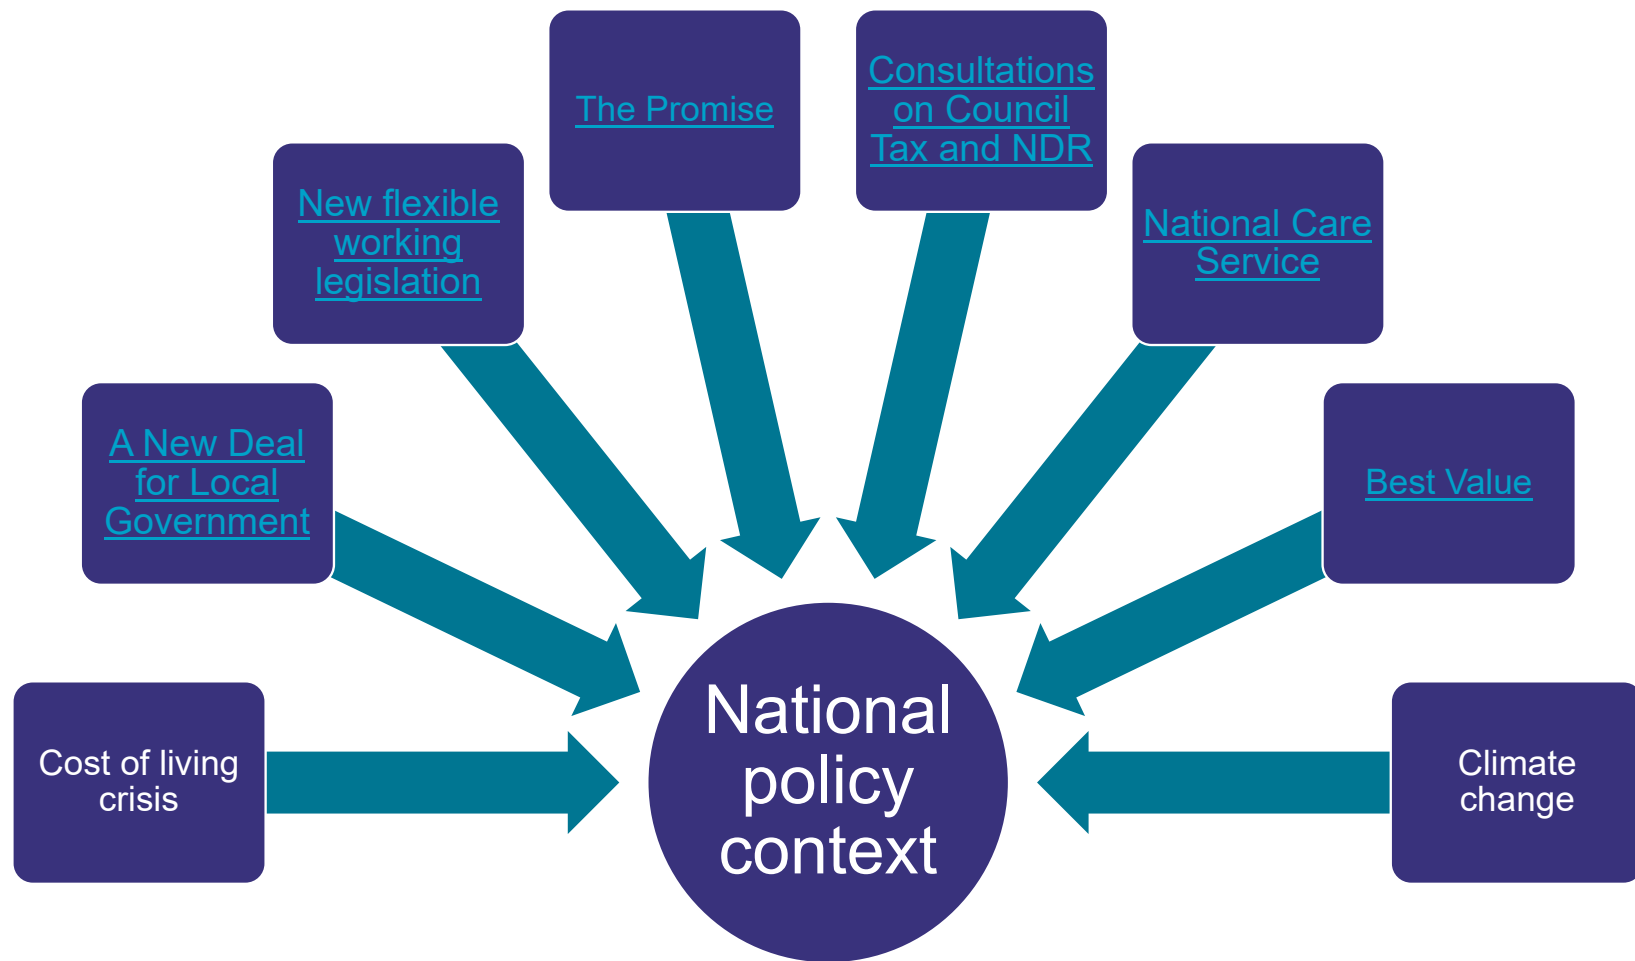 The Promise
Consultations
on Council
Tax and NDR
New flexible
working
legislation
National Care
Service
A New Deal
for Local
Government
Best Value
Cost of living
crisis
National
policy
context
Climate
change